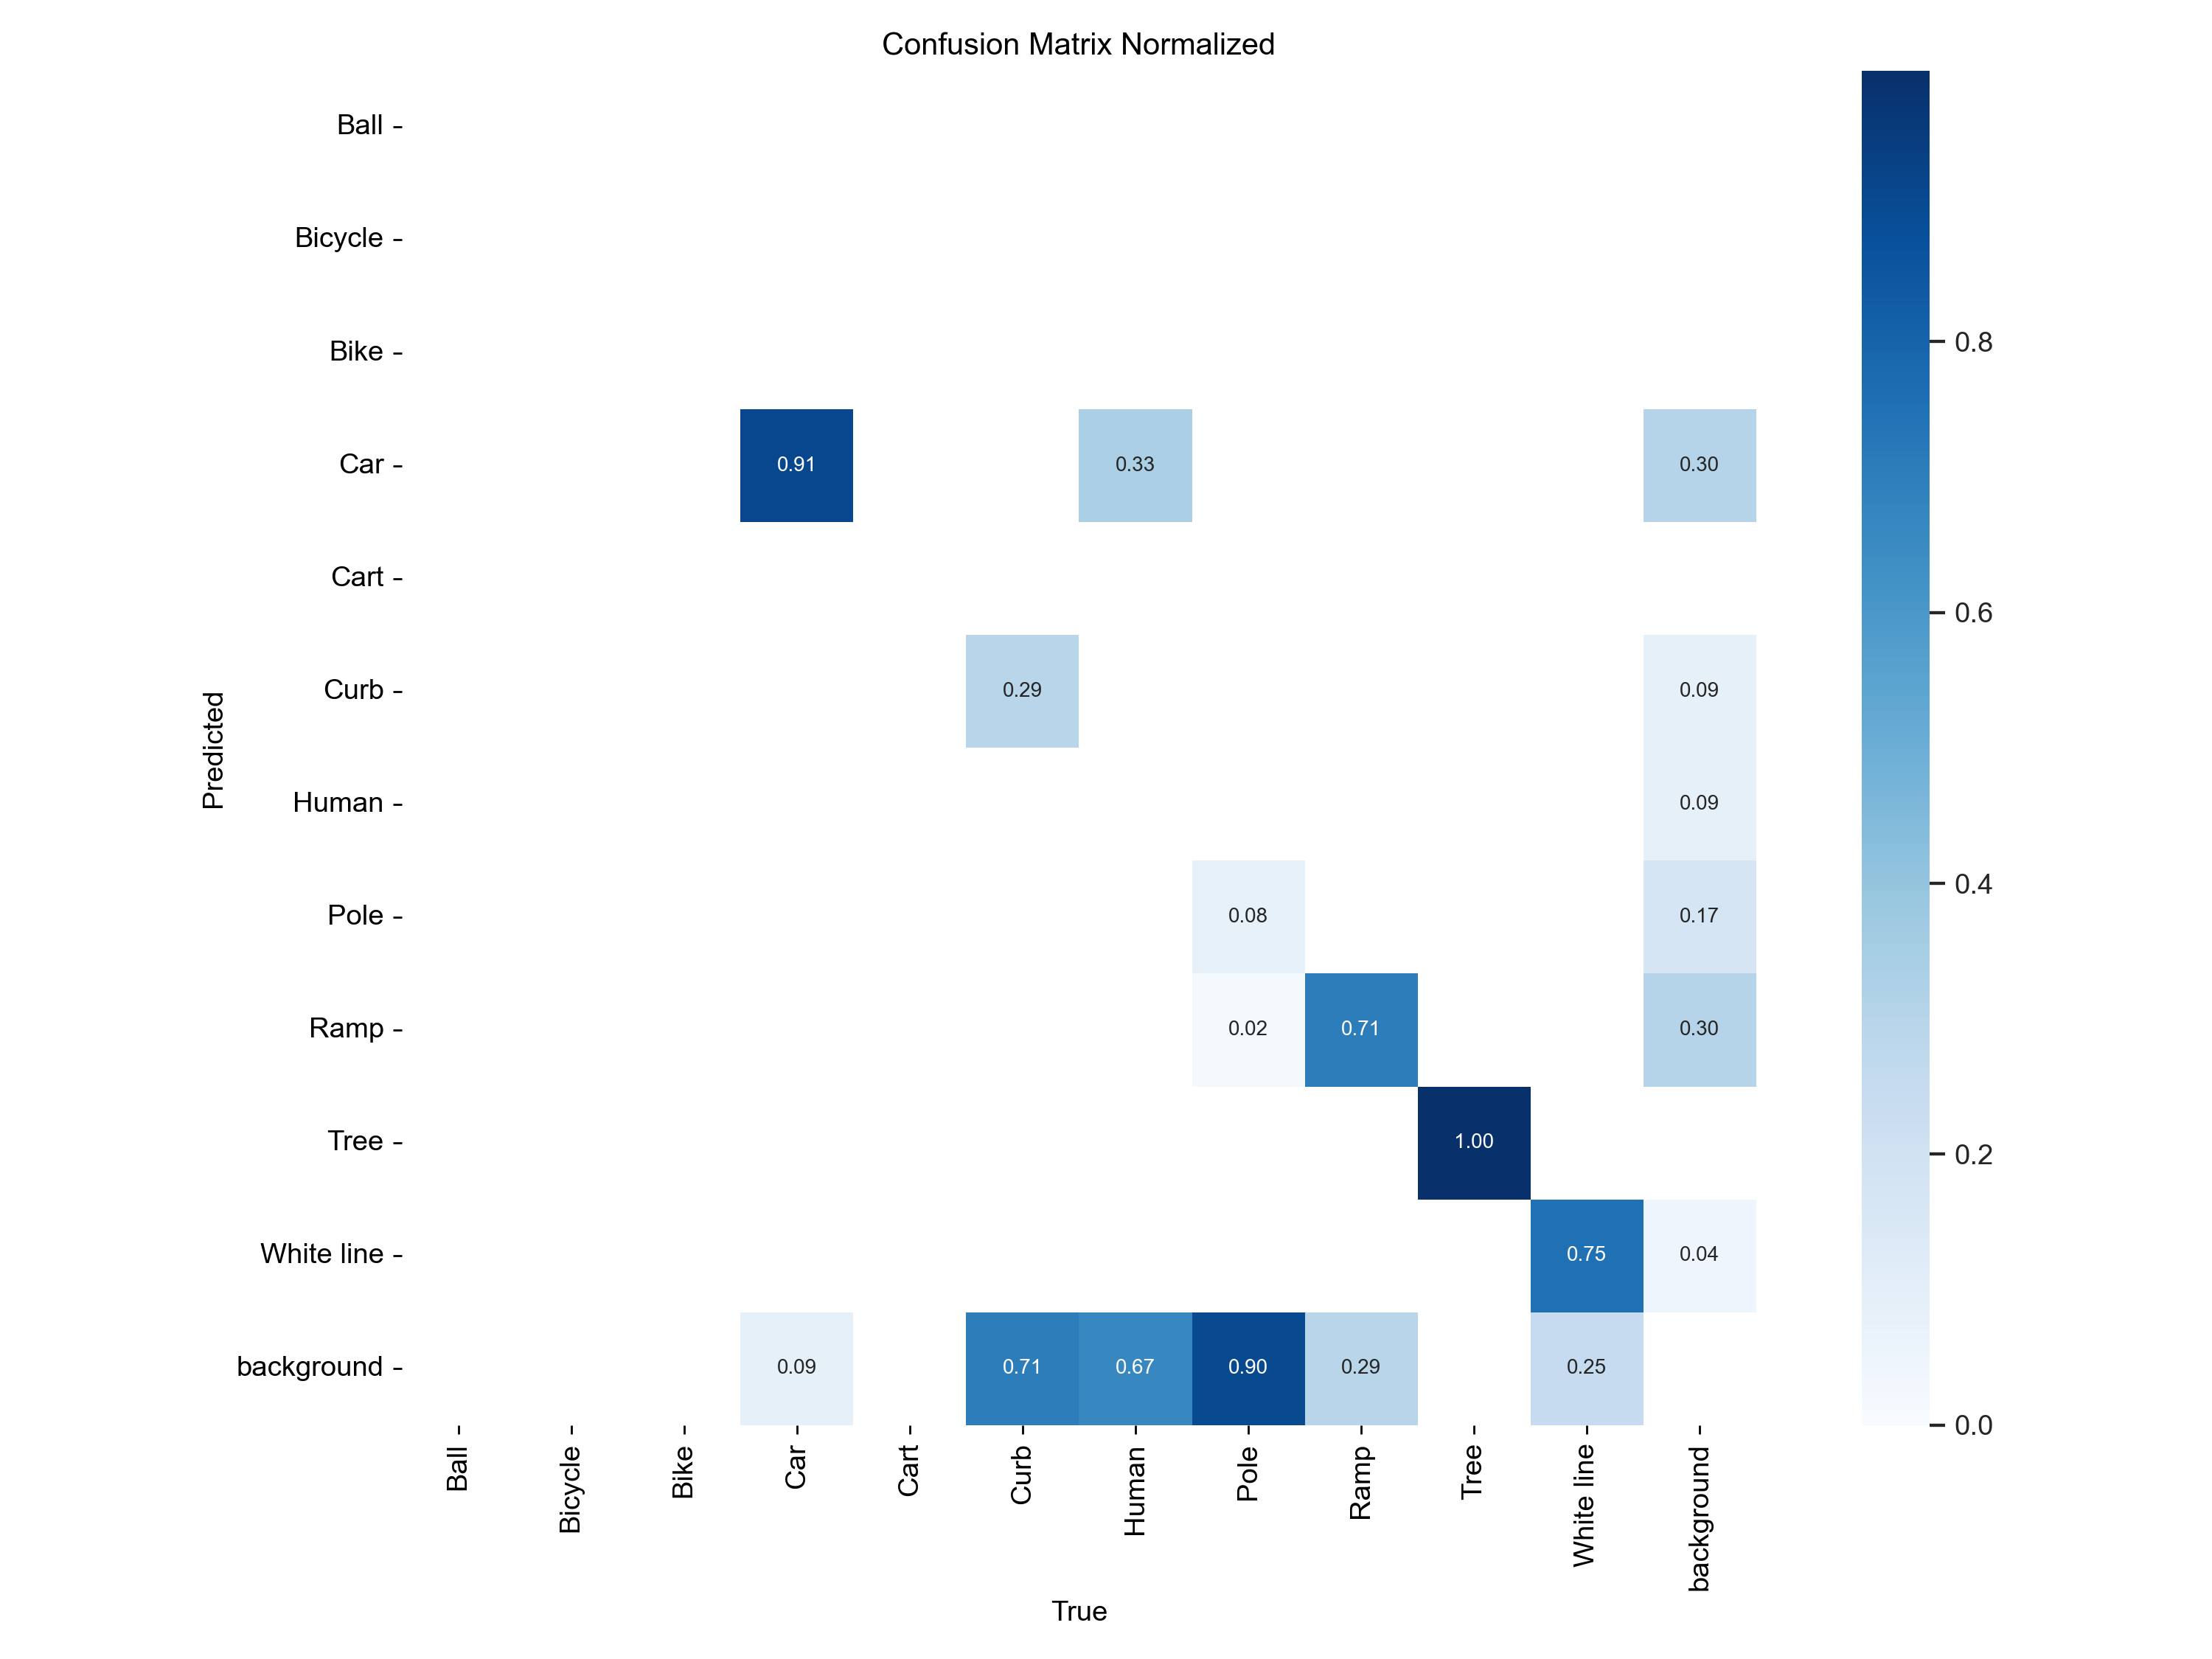 Confusion Matrix Normalized
Ball
Bicycle
Bike
Car 0.91 0.33 0.30
Cart
Curb 0.29 0.09
Human 0.09
Pole 0.08 0.17
Ramp 0.02 0.71 0.30
Tree 1.00
White line 0.75 0.04
background 0.09 0.71 0.67 0.90 0.29 0.25
Predicted
Ball Bicycle Bike Car Cart Curb Human Pole Ramp Tree White line background
True
0.8
0.6
0.4
0.2
0.0